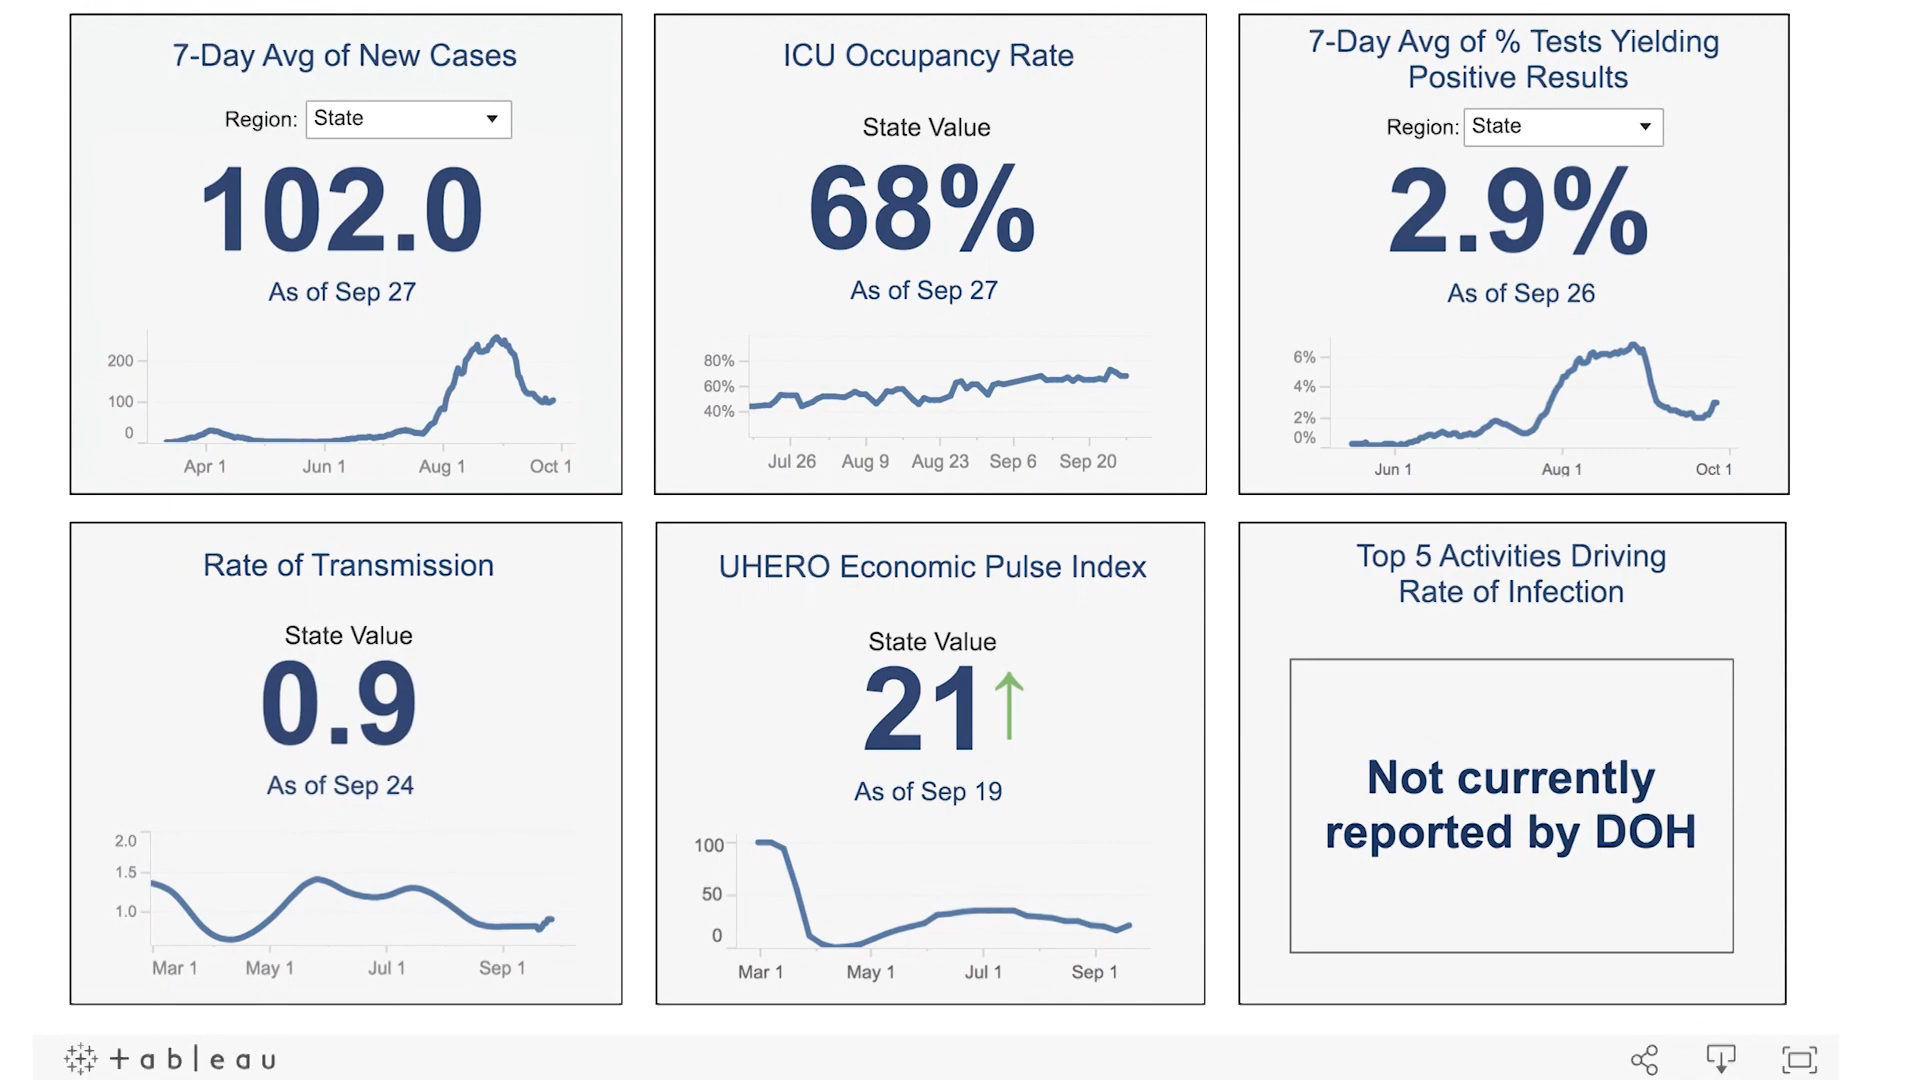 7-Day Avg of New Cases
Region: State
102.0
As of Sep 27
200
100
0
Apr 1 Jun 1 Aug 1 Oct 1
ICU Occupancy Rate
State Value
68%
As of Sep 27
80%
60%
40%
Jul 26 Aug 9 Aug 23 Sep 6 Sep 20
7-Day Avg of % Tests Yielding
Positive Results
Region: State
2.9%
As of Sep 26
6%
4%
2%
0%
Jun 1 Aug 1 Oct 1
Rate of Transmission
State Value
0.9
As of Sep 24
2.0
1.5
1.0
Mar 1 May 1 Jul 1 Sep 1
UHERO Economic Pulse Index
State Value
21↑
As of Sep 19
100
50
0
Mar 1 May 1 Jul 1 Sep 1
Top 5 Activities Driving
Rate of Infection
Not currently
reported by DOH
+ableau